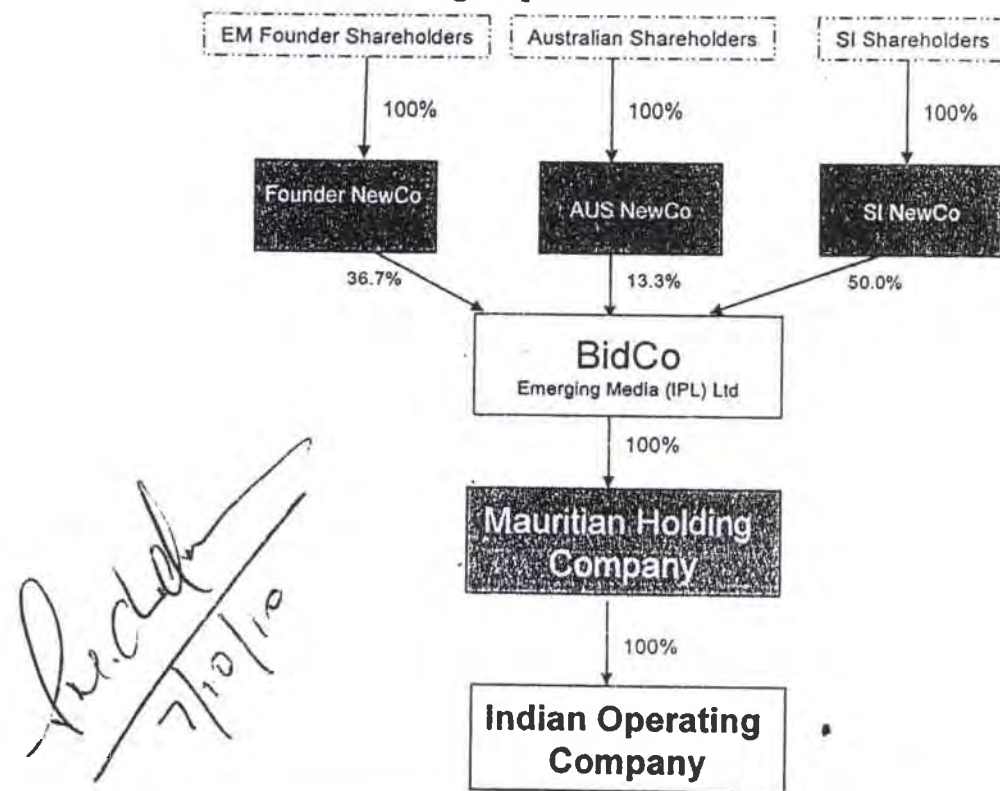 EM Founder Shareholders
Australian Shareholders
SI Shareholders
100%
100%
100%
Founder NewCo
AUS NewCo
SI NewCo
36.7%
13.3%
50.0%
BidCo
Emerging Media (IPL) Ltd
100%
Mauritian Holding
Company
100%
Indian Operating
Company
7/10/10